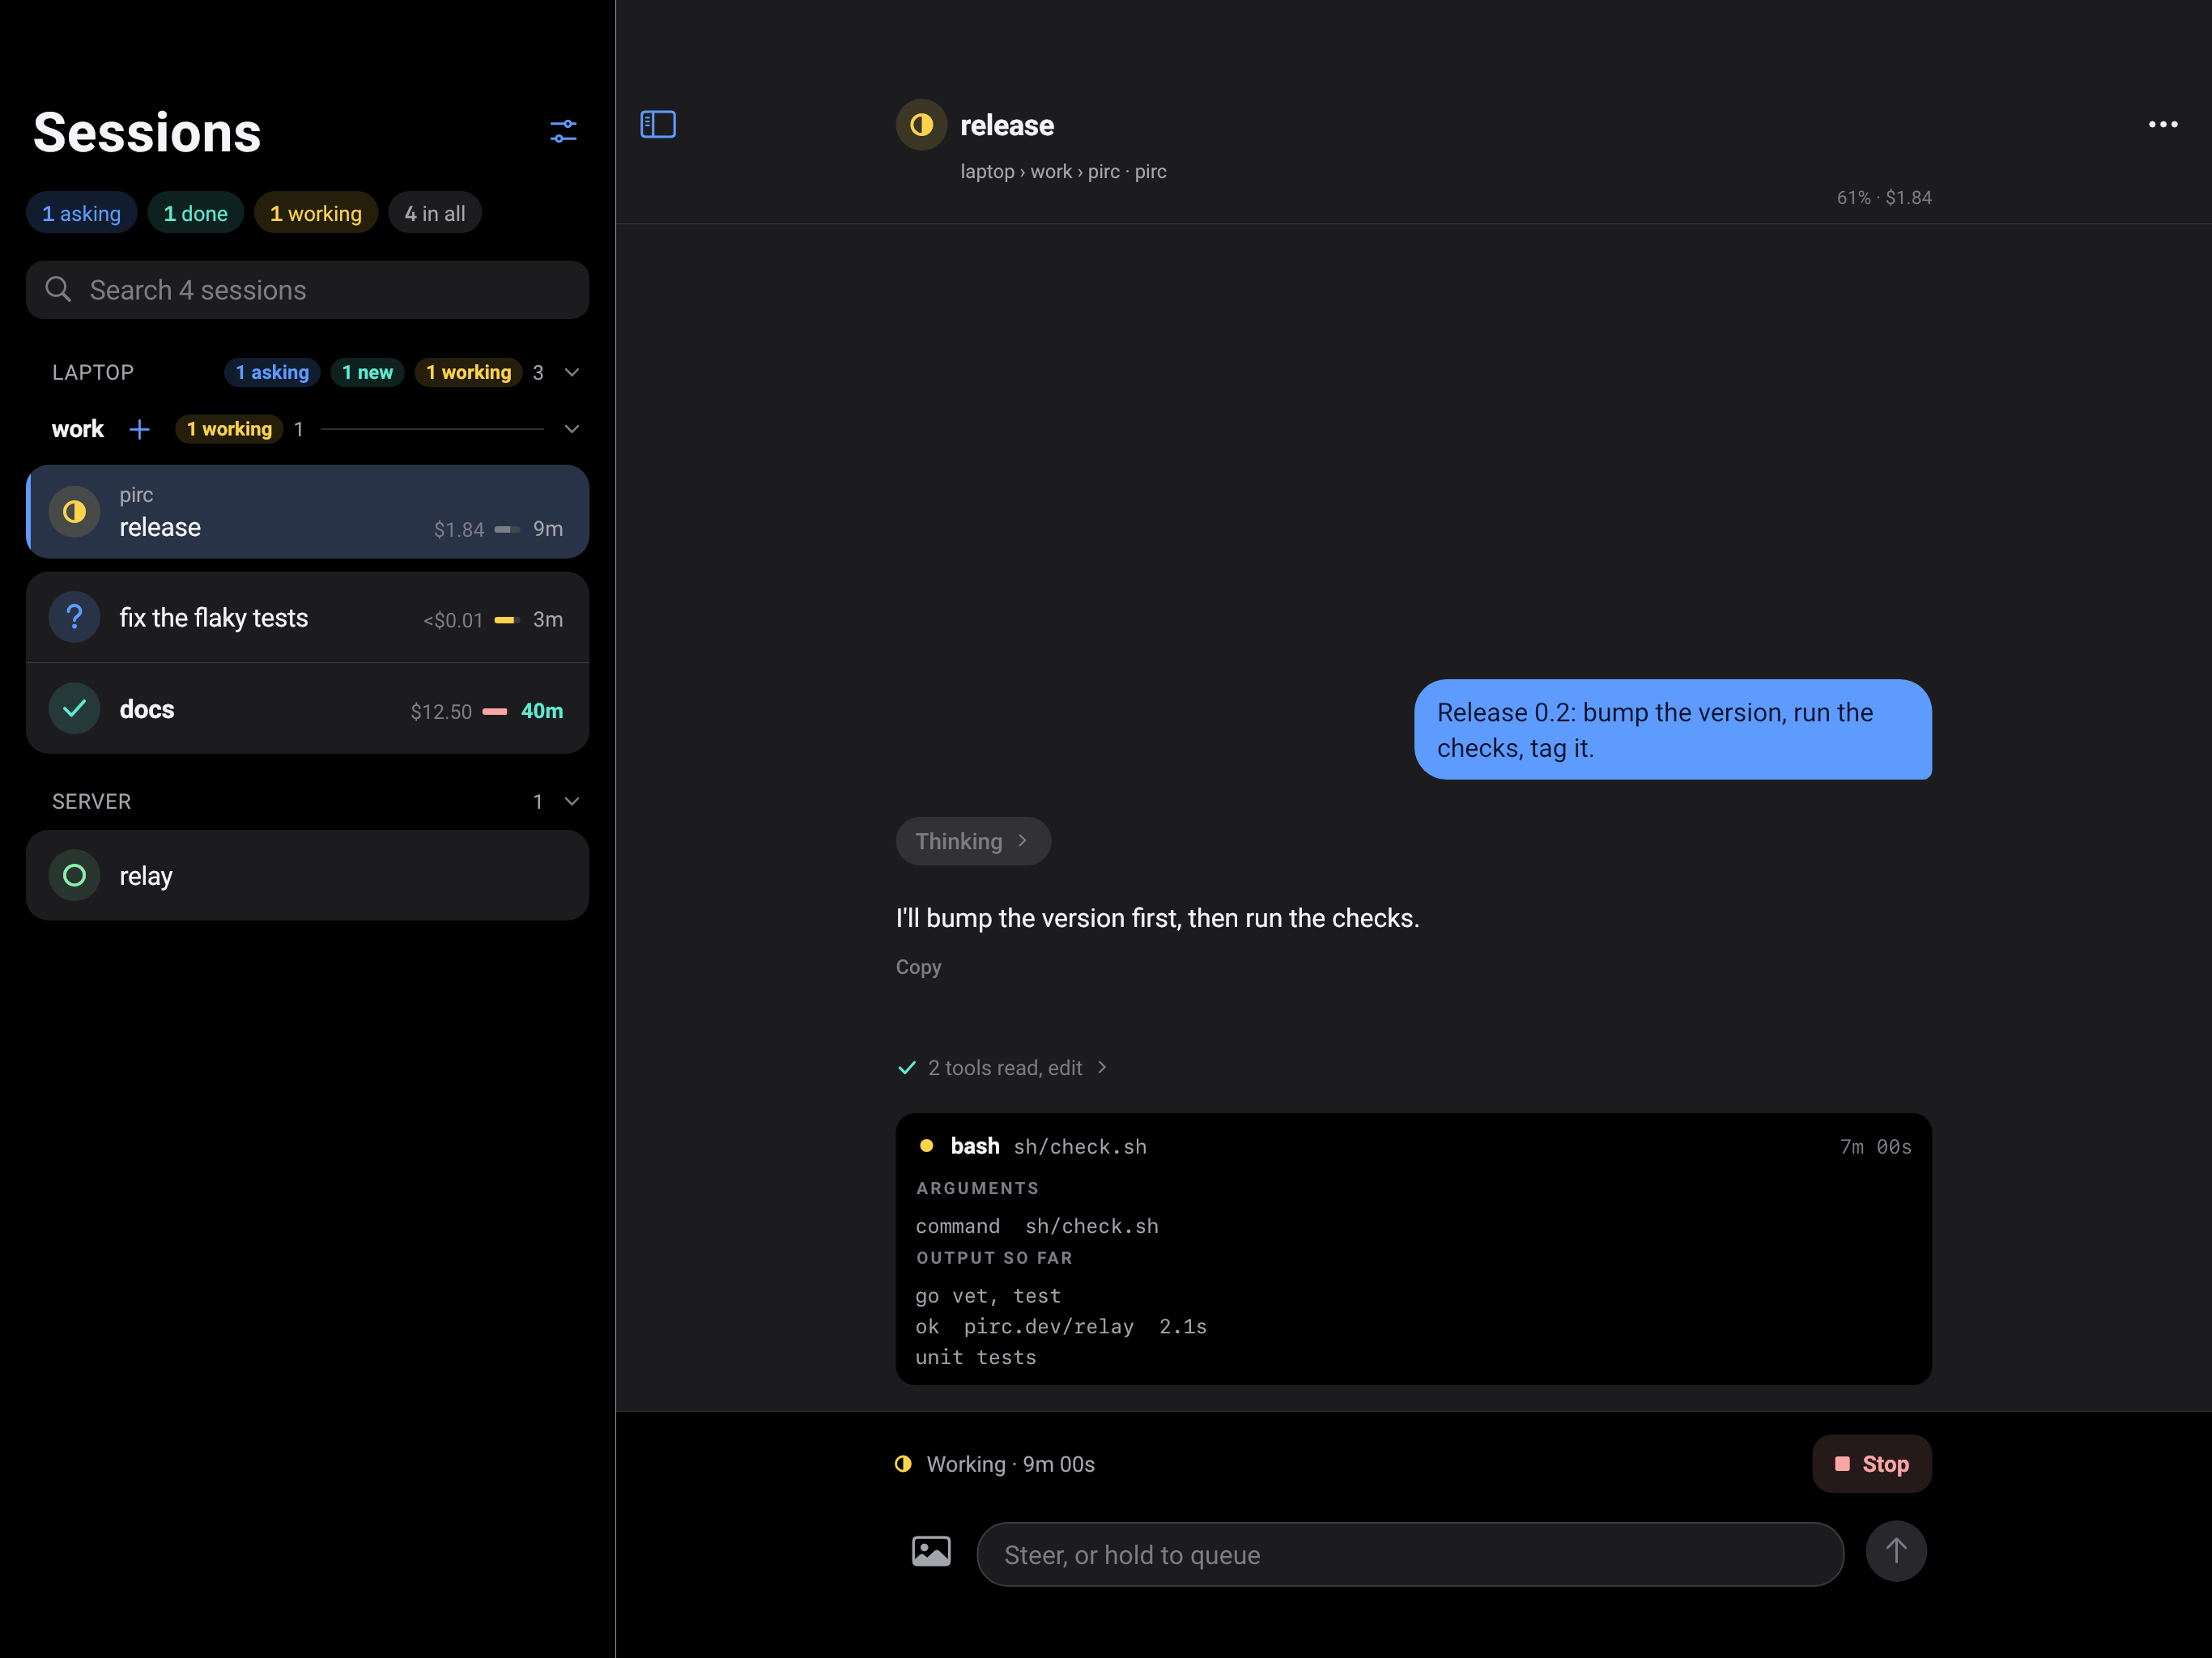 Sessions
1 asking
1 done
1 working
4 in all
Search 4 sessions
LAPTOP
1 asking
1 new
1 working
3
work
1 working
1
pirc
release
$1.84
9m
fix the flaky tests
<$0.01
3m
docs
$12.50
40m
SERVER
1
relay
release
laptop › work › pirc · pirc
61% · $1.84
Release 0.2: bump the version, run the
checks, tag it.
Thinking
I'll bump the version first, then run the checks.
Copy
2 tools read, edit
bash sh/check.sh
7m 00s
ARGUMENTS
command sh/check.sh
OUTPUT SO FAR
go vet, test
ok pirc.dev/relay 2.1s
unit tests
Working · 9m 00s
Stop
Steer, or hold to queue